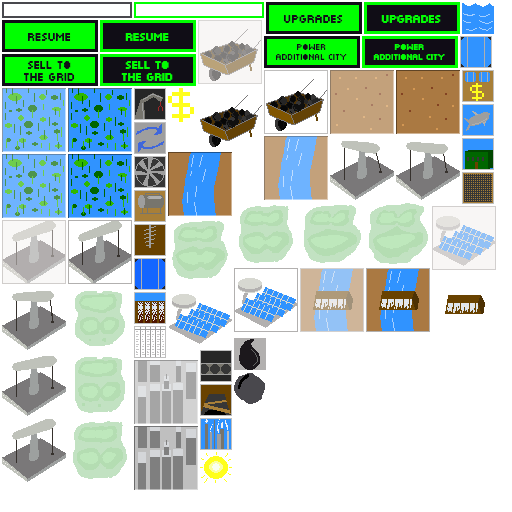 UPGRADES
UPGRADES
RESUME
RESUME
POWER
ADDITIONAL CITY
POWER
ADDITIONAL CITY
SELL TO
THE GRID
SELL TO
THE GRID
$
$